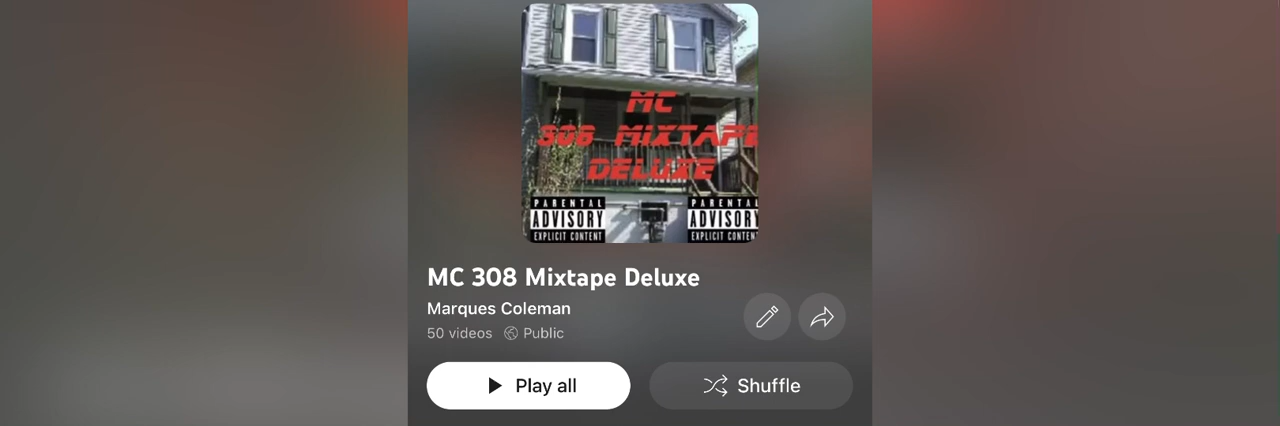 MC
308 MIXTAPE
DELUXE
PARENTAL
ADVISORY
EXPLICIT CONTENT
PARENTAL
ADVISORY
EXPLICIT CONTENT
MC 308 Mixtape Deluxe
Marques Coleman
50 videos Public
Play all
Shuffle